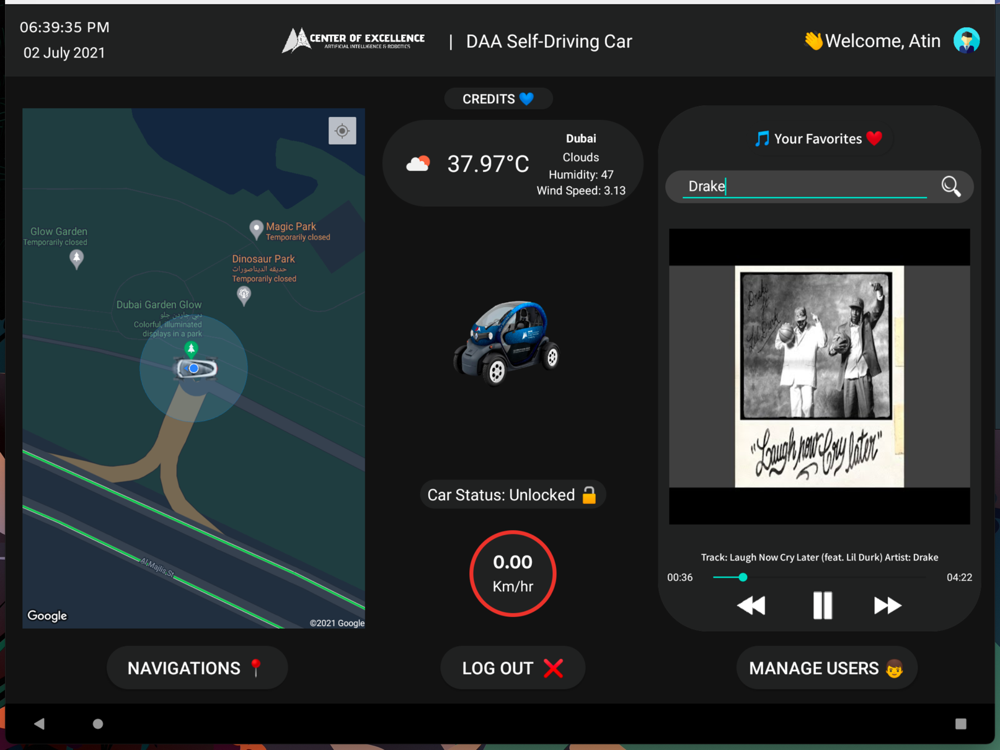 06:39:35 PM
02 July 2021
CENTER OF EXCELLENCE
ARTIFICIAL INTELLIGENCE & ROBOTICS
| DAA Self-Driving Car
👋Welcome, Atin
CREDITS 💙
Glow Garden
Temporarily closed
Magic Park
Temporarily closed
Dinosaur Park
حديقه الديناصورات
Temporarily closed
Dubai Garden Glow
دبي جاردن جلو
Colorful, illuminated
displays in a park
Al Majlis St
Google
©2021 Google
37.97°C
Dubai
Clouds
Humidity: 47
Wind Speed: 3.13
Car Status: Unlocked 🔓
0.00
Km/hr
🎵 Your Favorites ❤️
Drake
Drake
ft
Lil Durk
"Laugh now Cry later"
Track: Laugh Now Cry Later (feat. Lil Durk) Artist: Drake
00:36
04:22
NAVIGATIONS 📍
LOG OUT ❌
MANAGE USERS 👦